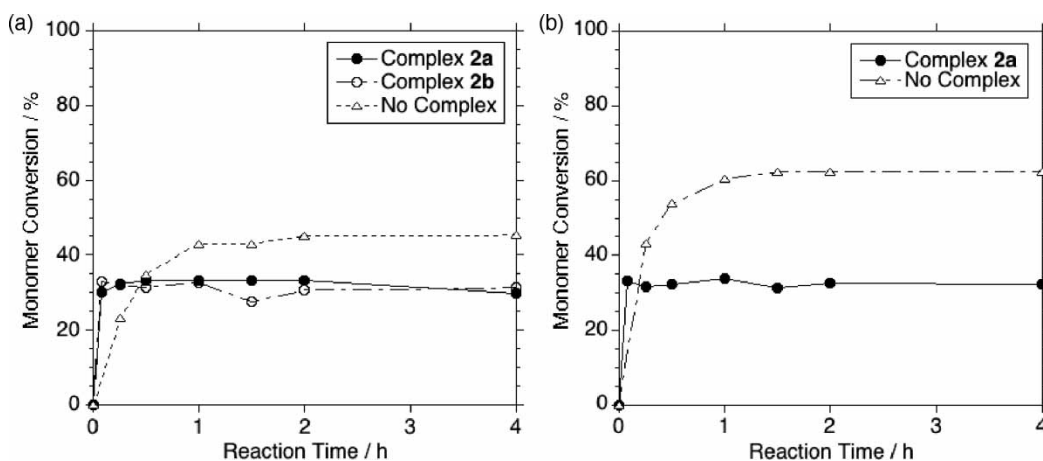 (a)
100
80
60
40
20
0
Monomer Conversion / %
Complex 2a
Complex 2b
No Complex
0 1 2 3 4
Reaction Time / h
(b)
100
80
60
40
20
0
Monomer Conversion / %
Complex 2a
No Complex
0 1 2 3 4
Reaction Time / h